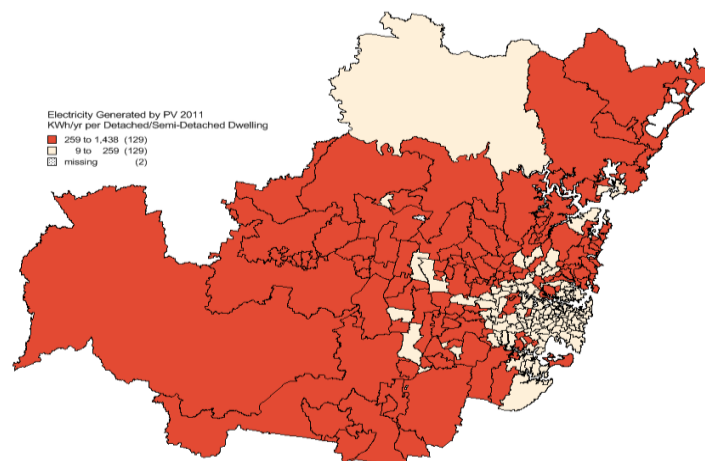 Electricity Generated by PV 2011
KWh/yr per Detached/Semi-Detached Dwelling
259 to 1,438 (129)
9 to 259 (129)
missing (2)